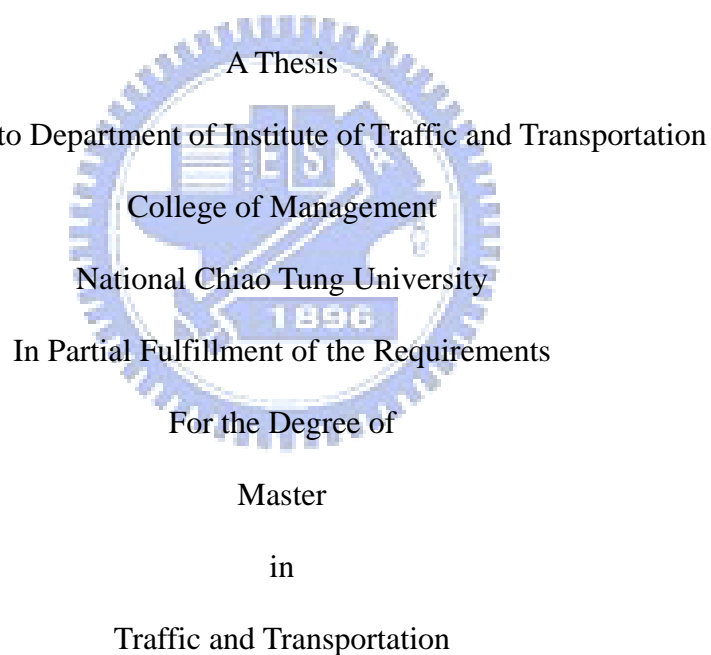 A Thesis
to Department of Institute of Traffic and Transportation
College of Management
National Chiao Tung University
1896
In Partial Fulfillment of the Requirements
For the Degree of
Master
in
Traffic and Transportation